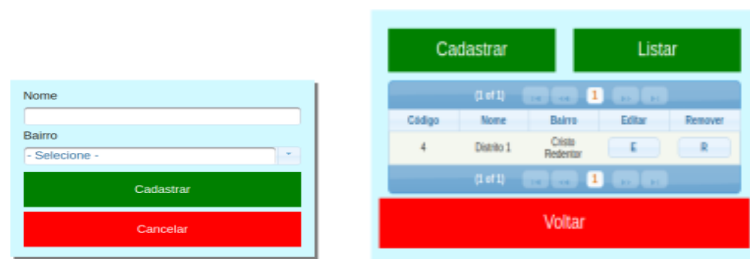 Nome
Bairro
- Selecione -
Cadastrar
Cancelar
Cadastrar Listar
(1 of 1) 1
Código Nome Bairro Editar Remover
4 Distrito 1 Cristo Redentor E R
(1 of 1) 1
Voltar